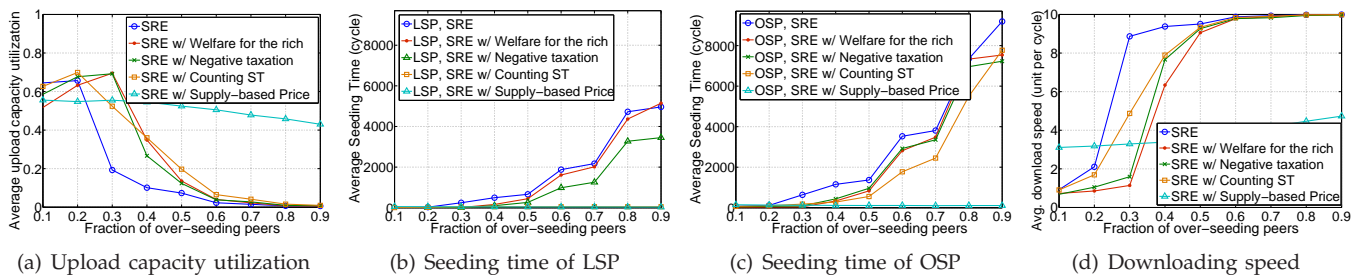 Average upload capacity utilizatoin
1
0.8
0.6
0.4
0.2
0
0.1 0.2 0.3 0.4 0.5 0.6 0.7 0.8 0.9
Fraction of over−seeding peers
SRE
SRE w/ Welfare for the rich
SRE w/ Negative taxation
SRE w/ Counting ST
SRE w/ Supply−based Price
(a) Upload capacity utilization
Average Seeding Time (cycle)
8000
6000
4000
2000
0
0.1 0.2 0.3 0.4 0.5 0.6 0.7 0.8 0.9
Fraction of over−seeding peers
LSP, SRE
LSP, SRE w/ Welfare for the rich
LSP, SRE w/ Negative taxation
LSP, SRE w/ Counting ST
LSP, SRE w/ Supply−based Price
(b) Seeding time of LSP
Average Seeding Time (cycle)
8000
6000
4000
2000
0
0.1 0.2 0.3 0.4 0.5 0.6 0.7 0.8 0.9
Fraction of over−seeding peers
OSP, SRE
OSP, SRE w/ Welfare for the rich
OSP, SRE w/ Negative taxation
OSP, SRE w/ Counting ST
OSP, SRE w/ Supply−based Price
(c) Seeding time of OSP
Avg. download speed (unit per cycle)
10
8
6
4
2
0
0.1 0.2 0.3 0.4 0.5 0.6 0.7 0.8 0.9
Fraction of over−seeding peers
SRE
SRE w/ Welfare for the rich
SRE w/ Negative taxation
SRE w/ Counting ST
SRE w/ Supply−based Price
(d) Downloading speed